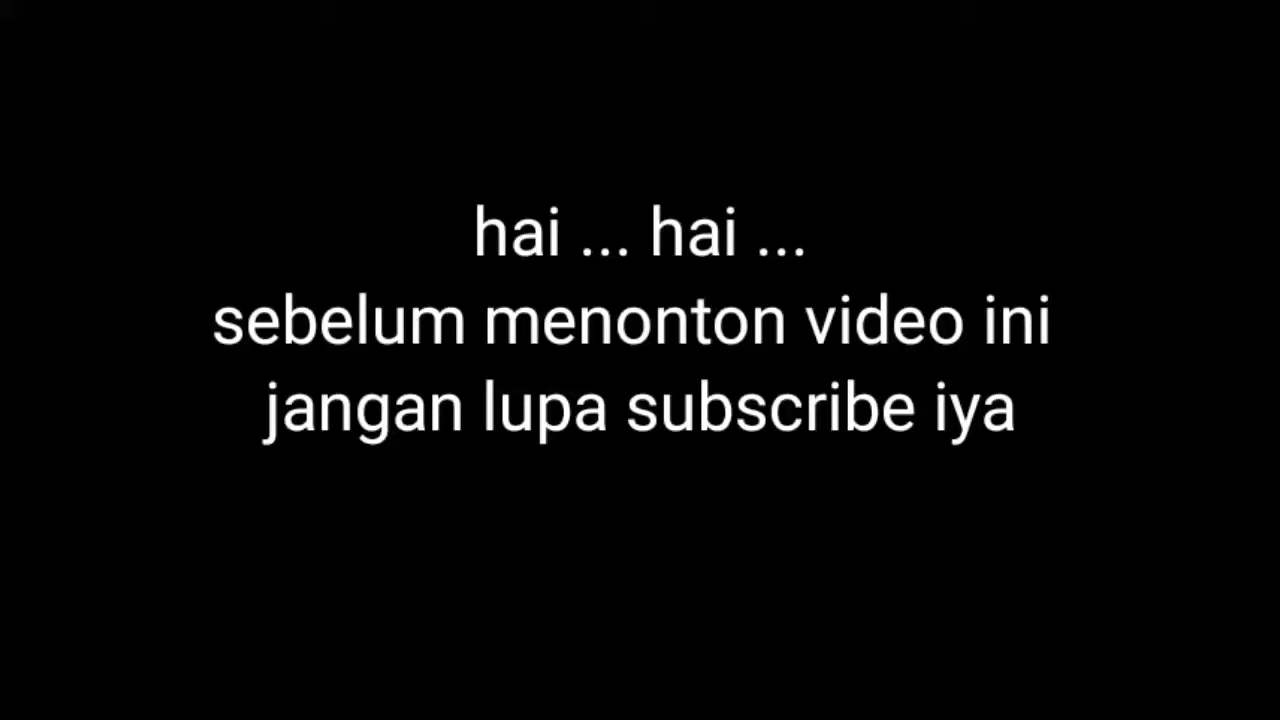 hai ... hai ...
sebelum menonton video ini
jangan lupa subscribe iya